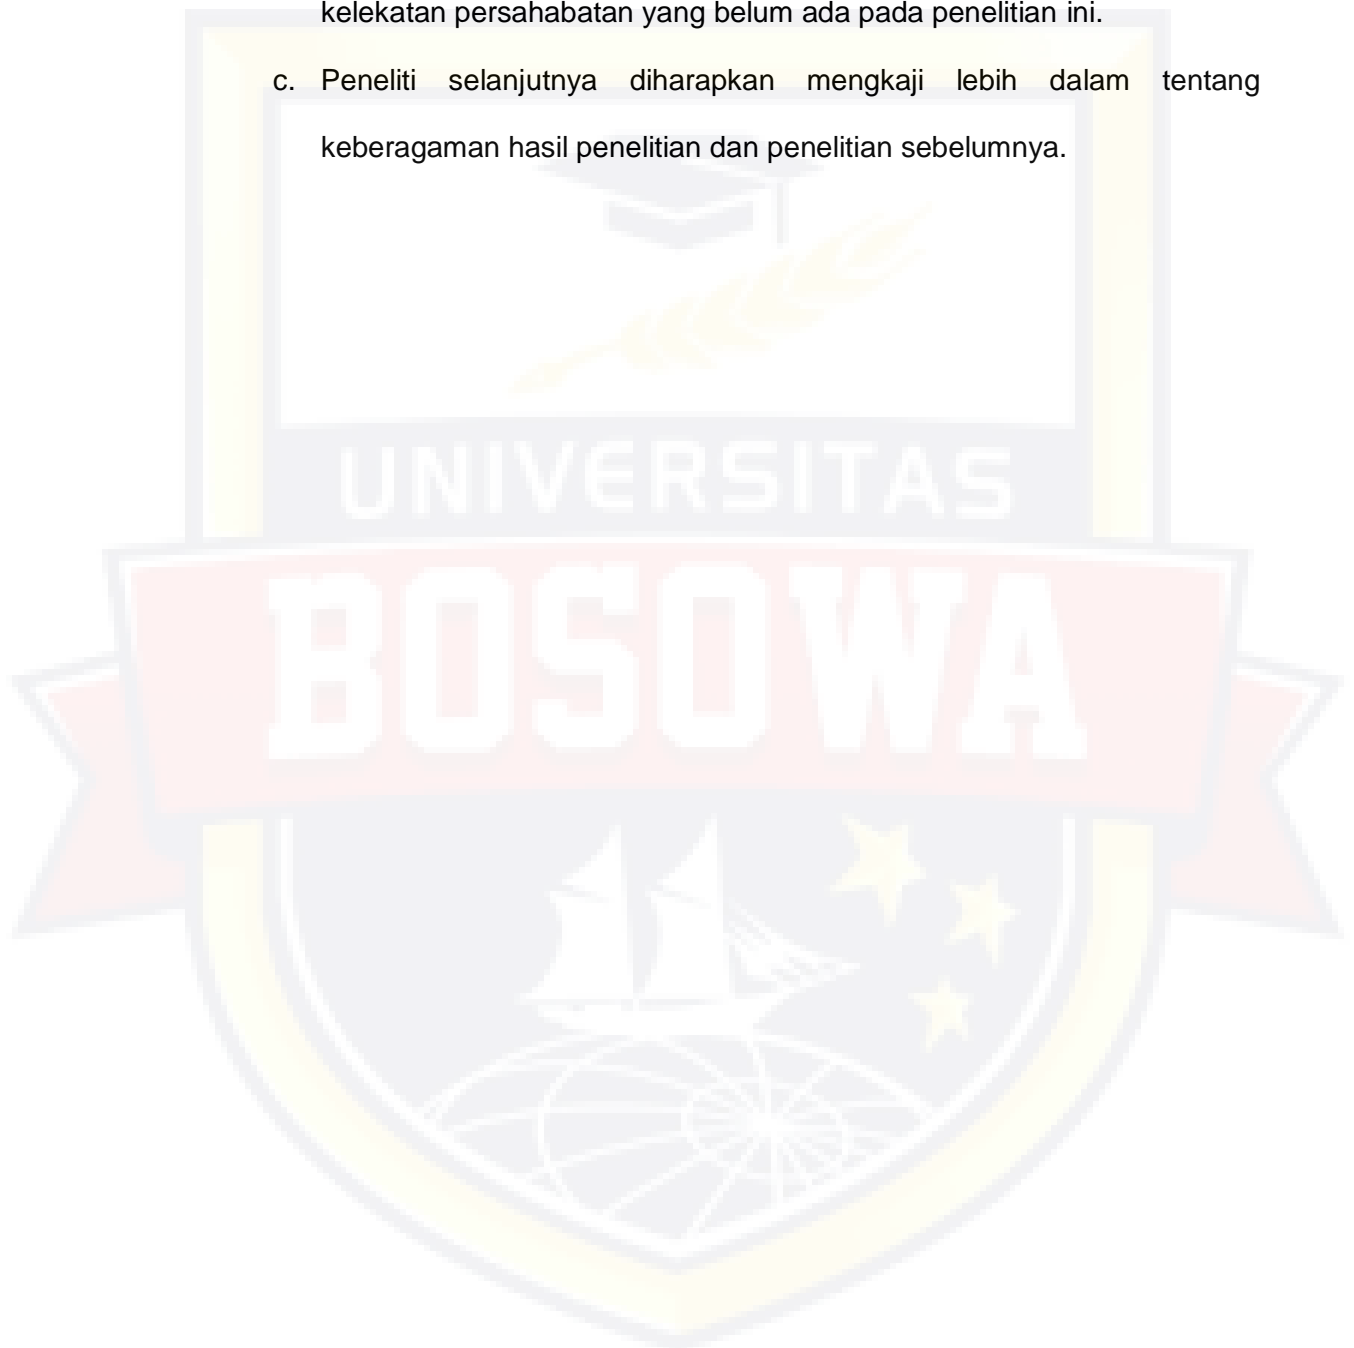 kelekatan persahabatan yang belum ada pada penelitian ini.
c. Peneliti selanjutnya diharapkan mengkaji lebih dalam tentang
keberagaman hasil penelitian dan penelitian sebelumnya.
UNIVERSITAS
BOSOWA